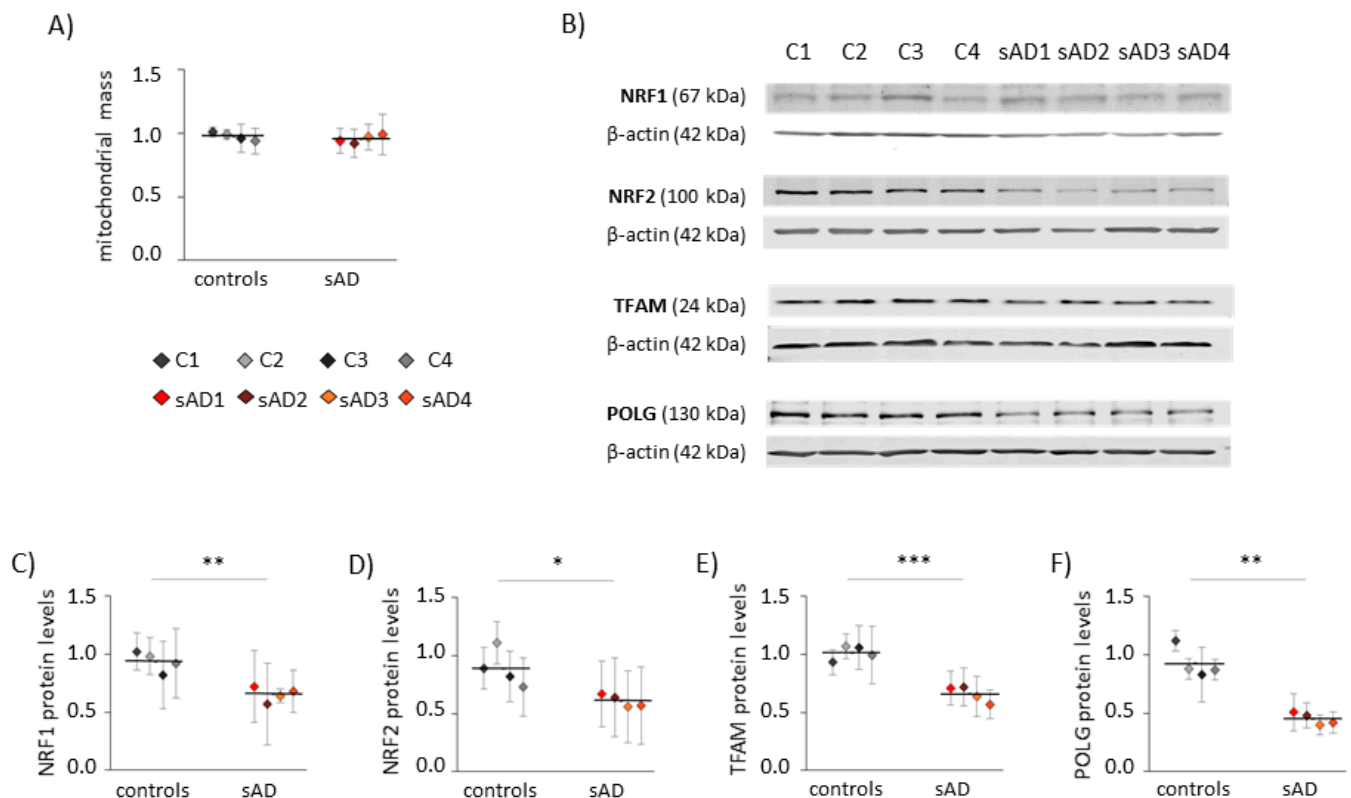 A)
mitochondrial mass
1.5
1.0
0.5
0.0
controls sAD
C1 C2 C3 C4
sAD1 sAD2 sAD3 sAD4
B)
C1 C2 C3 C4 sAD1 sAD2 sAD3 sAD4
NRF1 (67 kDa)
β-actin (42 kDa)
NRF2 (100 kDa)
β-actin (42 kDa)
TFAM (24 kDa)
β-actin (42 kDa)
POLG (130 kDa)
β-actin (42 kDa)
C)
**
NRF1 protein levels
1.5
1.0
0.5
0.0
controls sAD
D)
*
NRF2 protein levels
1.5
1.0
0.5
0.0
controls sAD
E)
***
TFAM protein levels
1.5
1.0
0.5
0.0
controls sAD
F)
**
POLG protein levels
1.5
1.0
0.5
0.0
controls sAD